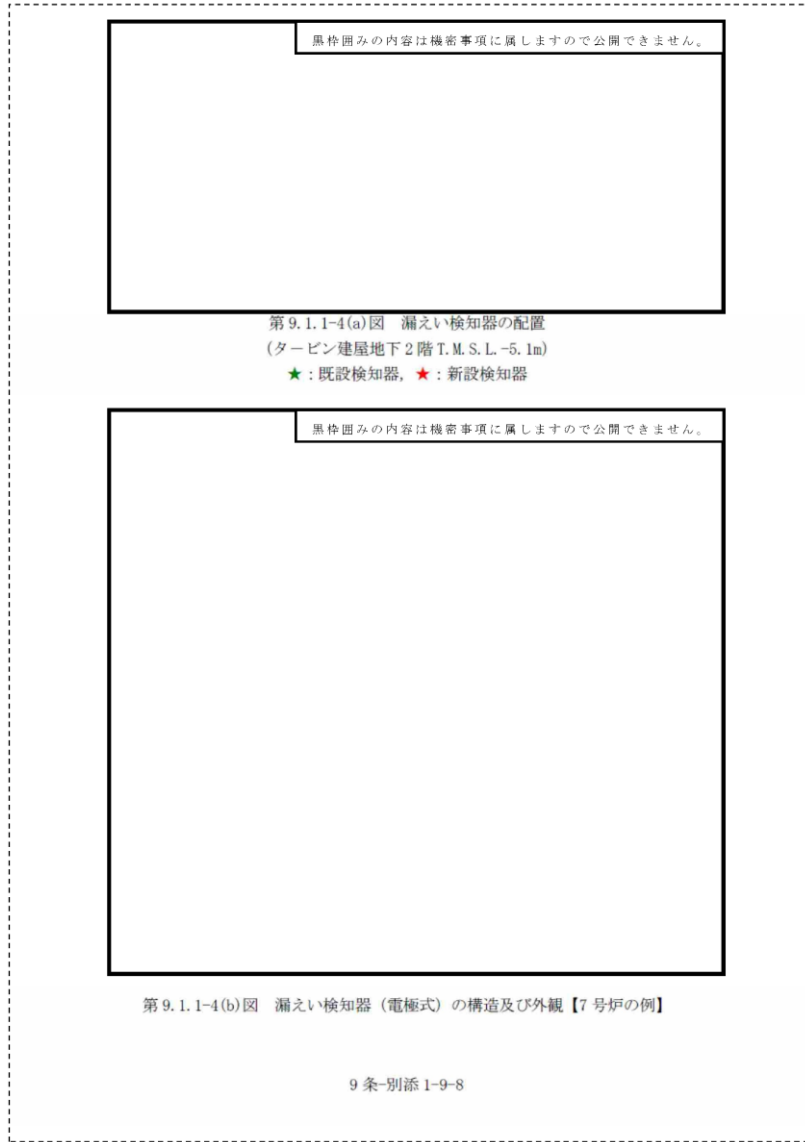 黒枠囲みの内容は機密事項に属しますので公開できません。
第9.1.1-4(a)図　漏えい検知器の配置
(タービン建屋地下2階 T.M.S.L.-5.1m)
★：既設検知器，★：新設検知器
黒枠囲みの内容は機密事項に属しますので公開できません。
第9.1.1-4(b)図　漏えい検知器（電極式）の構造及び外観【7号炉の例】
9条-別添1-9-8